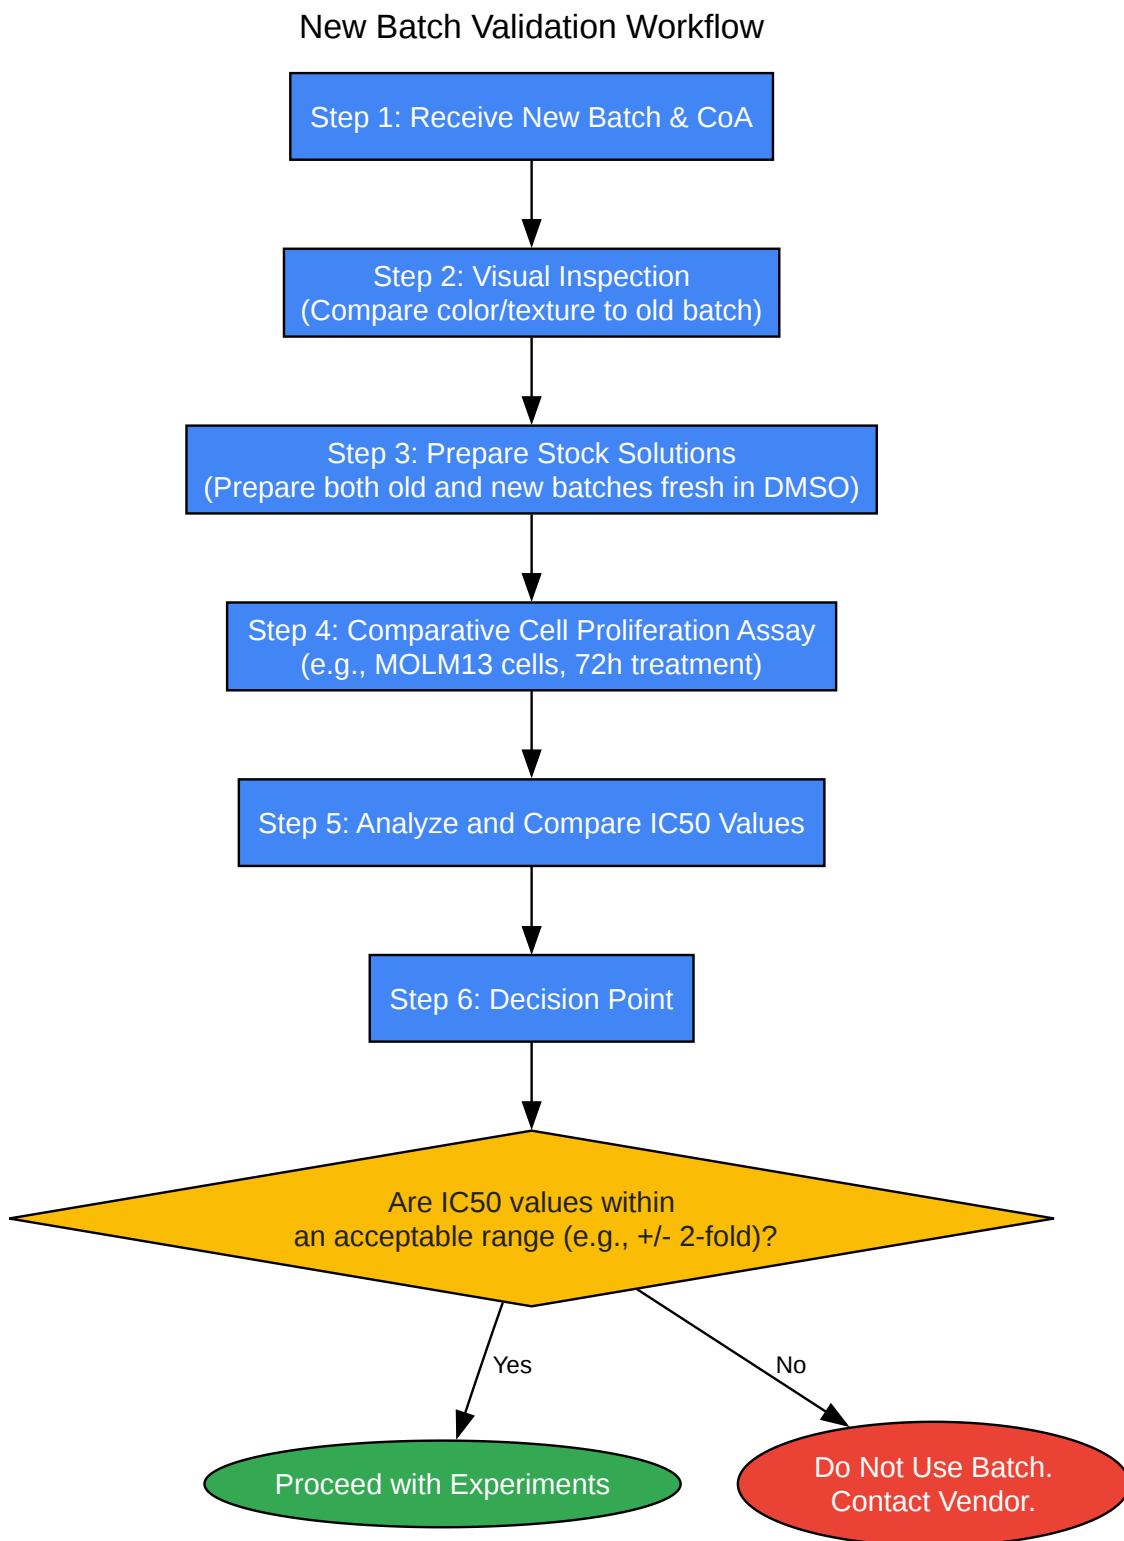 New Batch Validation Workflow
Step 1: Receive New Batch & CoA
Step 2: Visual Inspection
(Compare color/texture to old batch)
Step 3: Prepare Stock Solutions
(Prepare both old and new batches fresh in DMSO)
Step 4: Comparative Cell Proliferation Assay
(e.g., MOLM13 cells, 72h treatment)
Step 5: Analyze and Compare IC50 Values
Step 6: Decision Point
Are IC50 values within
an acceptable range (e.g., +/- 2-fold)?
Yes
No
Proceed with Experiments
Do Not Use Batch.
Contact Vendor.